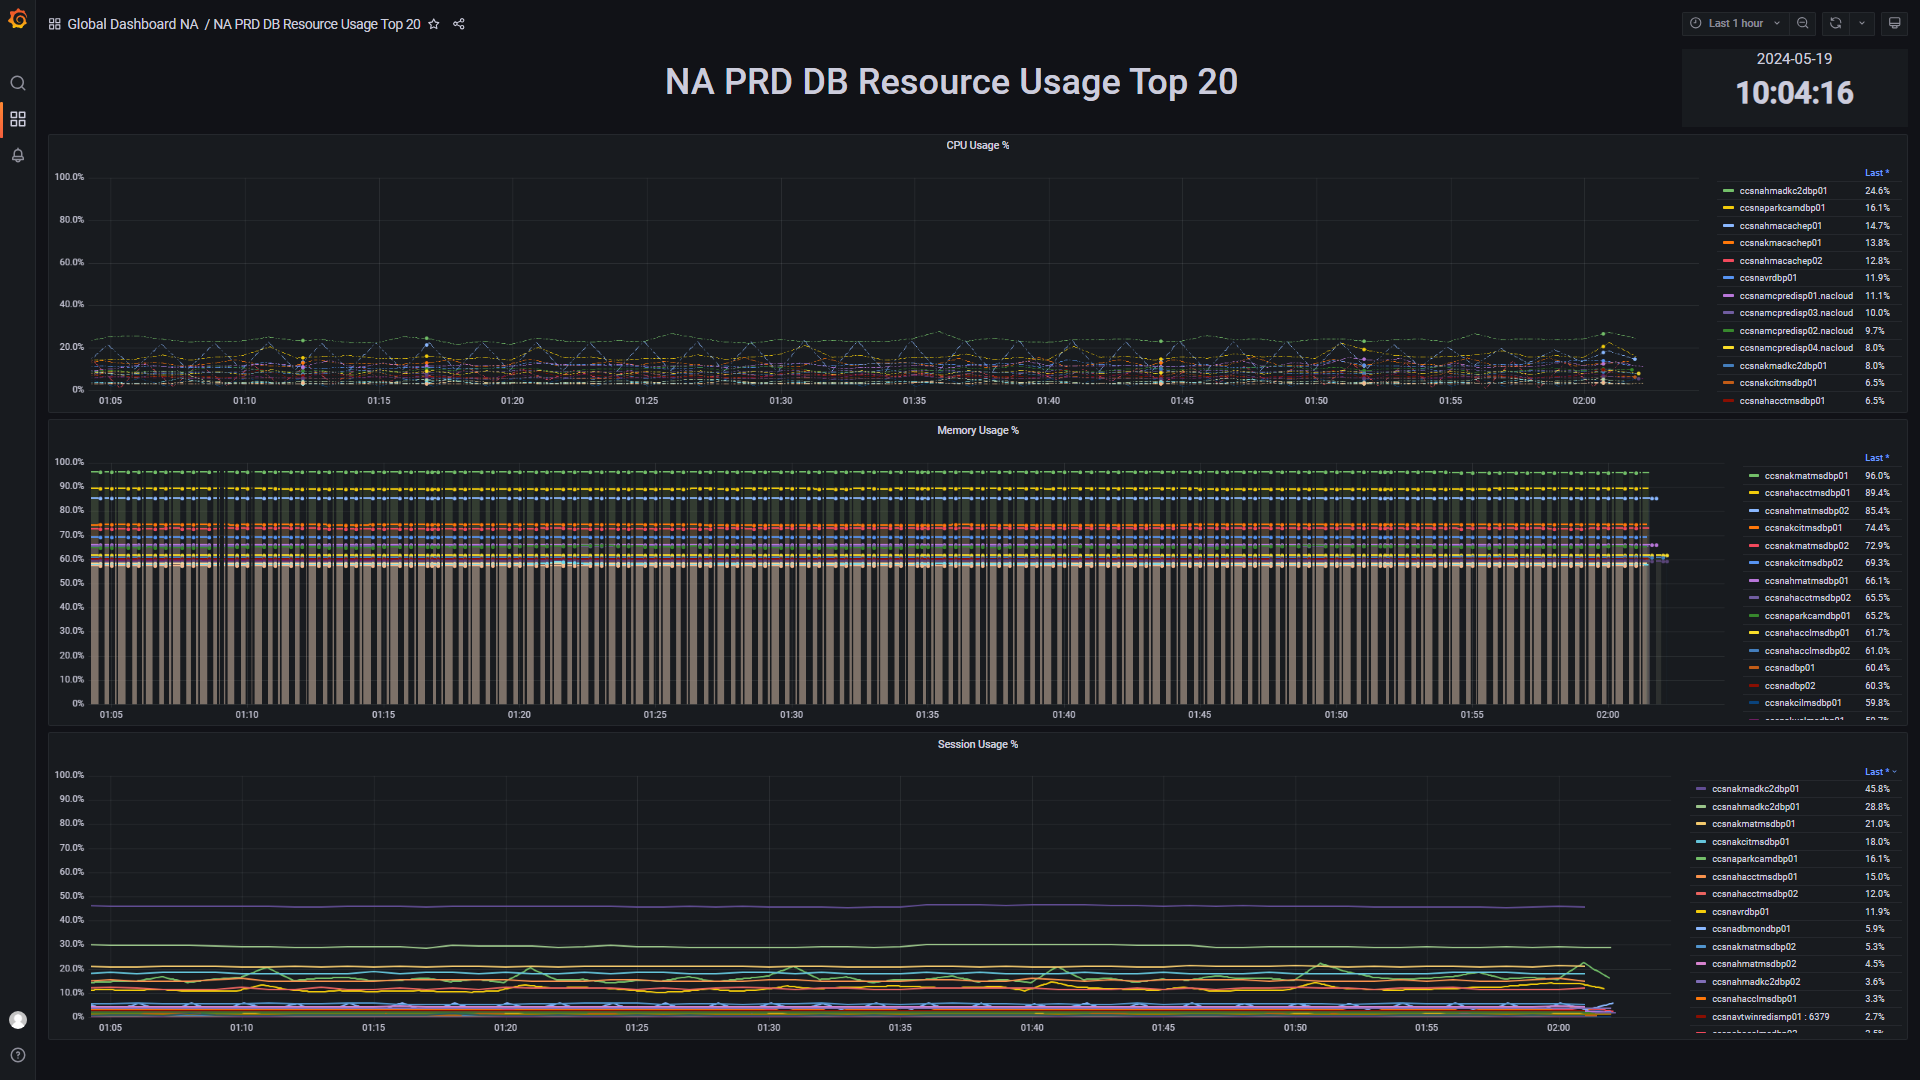 Global Dashboard NA / NA PRD DB Resource Usage Top 20
Last 1 hour
NA PRD DB Resource Usage Top 20
2024-05-19
10:04:16
CPU Usage %
100.0%
80.0%
60.0%
40.0%
20.0%
0%
01:05 01:10 01:15 01:20 01:25 01:30 01:35 01:40 01:45 01:50 01:55 02:00
Last *
ccsnahmadkc2dbp01 24.6%
ccsnaparkcamdbp01 16.1%
ccsnahmacachep01 14.7%
ccsnakmacachep01 13.8%
ccsnahmacachep02 12.8%
ccsnavrdbp01 11.9%
ccsnamcpredisp01.nacloud 11.1%
ccsnamcpredisp03.nacloud 10.0%
ccsnamcpredisp02.nacloud 9.7%
ccsnamcpredisp04.nacloud 8.0%
ccsnakmadkc2dbp01 8.0%
ccsnakcitmsdbp01 6.5%
ccsnahacctmsdbp01 6.5%
Memory Usage %
100.0%
90.0%
80.0%
70.0%
60.0%
50.0%
40.0%
30.0%
20.0%
10.0%
0%
01:05 01:10 01:15 01:20 01:25 01:30 01:35 01:40 01:45 01:50 01:55 02:00
Last *
ccsnakmatmsdbp01 96.0%
ccsnahacctmsdbp01 89.4%
ccsnahmatmsdbp02 85.4%
ccsnakcitmsdbp01 74.4%
ccsnakmatmsdbp02 72.9%
ccsnakcitmsdbp02 69.3%
ccsnahmatmsdbp01 66.1%
ccsnahacctmsdbp02 65.5%
ccsnaparkcamdbp01 65.2%
ccsnahacclmsdbp01 61.7%
ccsnahacclmsdbp02 61.0%
ccsnadbp01 60.4%
ccsnadbp02 60.3%
ccsnakcilmsdbp01 59.8%
Session Usage %
100.0%
90.0%
80.0%
70.0%
60.0%
50.0%
40.0%
30.0%
20.0%
10.0%
0%
01:05 01:10 01:15 01:20 01:25 01:30 01:35 01:40 01:45 01:50 01:55 02:00
Last *
ccsnakmadkc2dbp01 45.8%
ccsnahmadkc2dbp01 28.8%
ccsnakmatmsdbp01 21.0%
ccsnakcitmsdbp01 18.0%
ccsnaparkcamdbp01 16.1%
ccsnahacctmsdbp01 15.0%
ccsnahacctmsdbp02 12.0%
ccsnavrdbp01 11.9%
ccsnadbmondbp01 5.9%
ccsnakmatmsdbp02 5.3%
ccsnahmatmsdbp02 4.5%
ccsnahmadkc2dbp02 3.6%
ccsnahacclmsdbp01 3.3%
ccsnavtwinredismp01 : 6379 2.7%